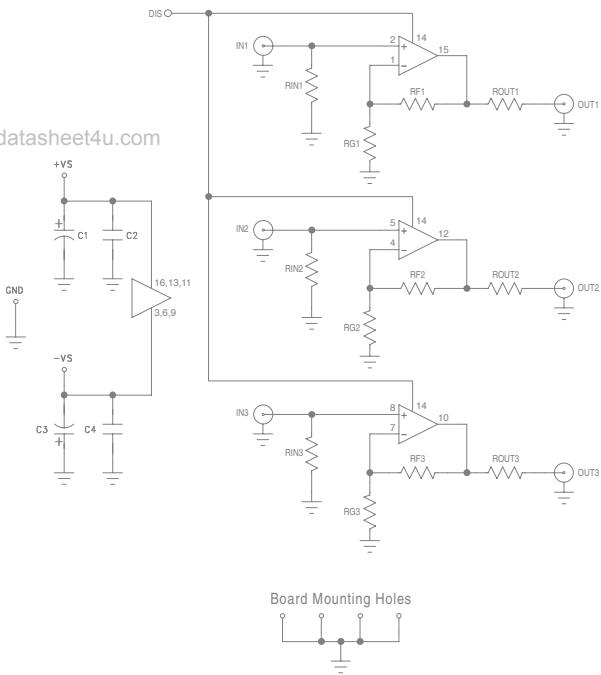 DIS
14
IN1
2
+
15
1
−
RIN1
RF1
ROUT1
OUT1
RG1
datasheet4u.com
+VS
+
C1
C2
16,13,11
3,6,9
GND
−VS
C3
+
C4
14
IN2
5
+
12
4
−
RIN2
RF2
ROUT2
OUT2
RG2
14
IN3
8
+
10
7
−
RIN3
RF3
ROUT3
OUT3
RG3
Board Mounting Holes